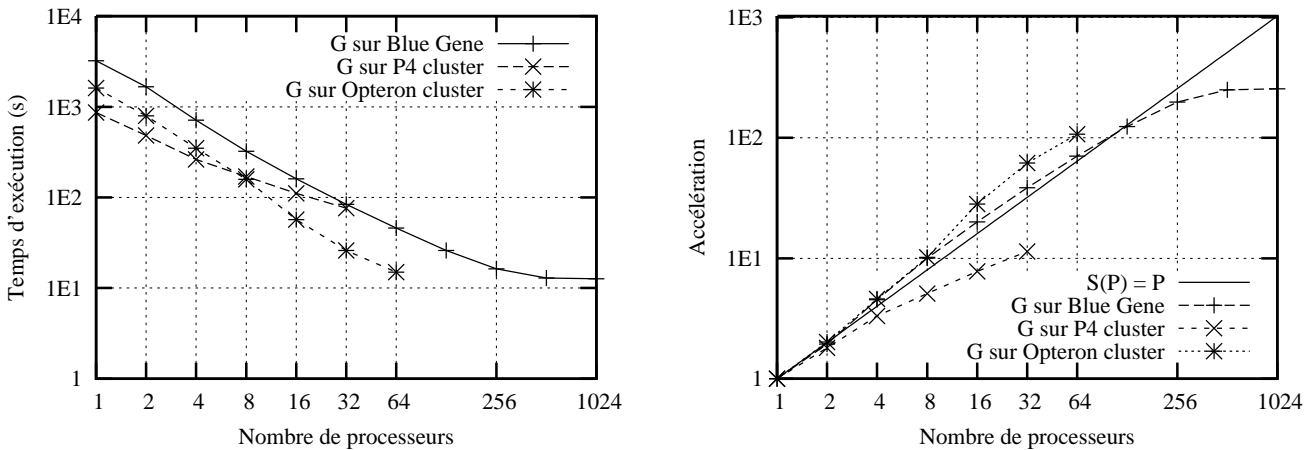 1E4
1E3
1E2
1E1
1
Temps d'exécution (s)
G sur Blue Gene
G sur P4 cluster
G sur Opteron cluster
1 2 4 8 16 32 64 256 1024
Nombre de processeurs
1E3
1E2
1E1
1
Accélération
S(P) = P
G sur Blue Gene
G sur P4 cluster
G sur Opteron cluster
1 2 4 8 16 32 64 256 1024
Nombre de processeurs